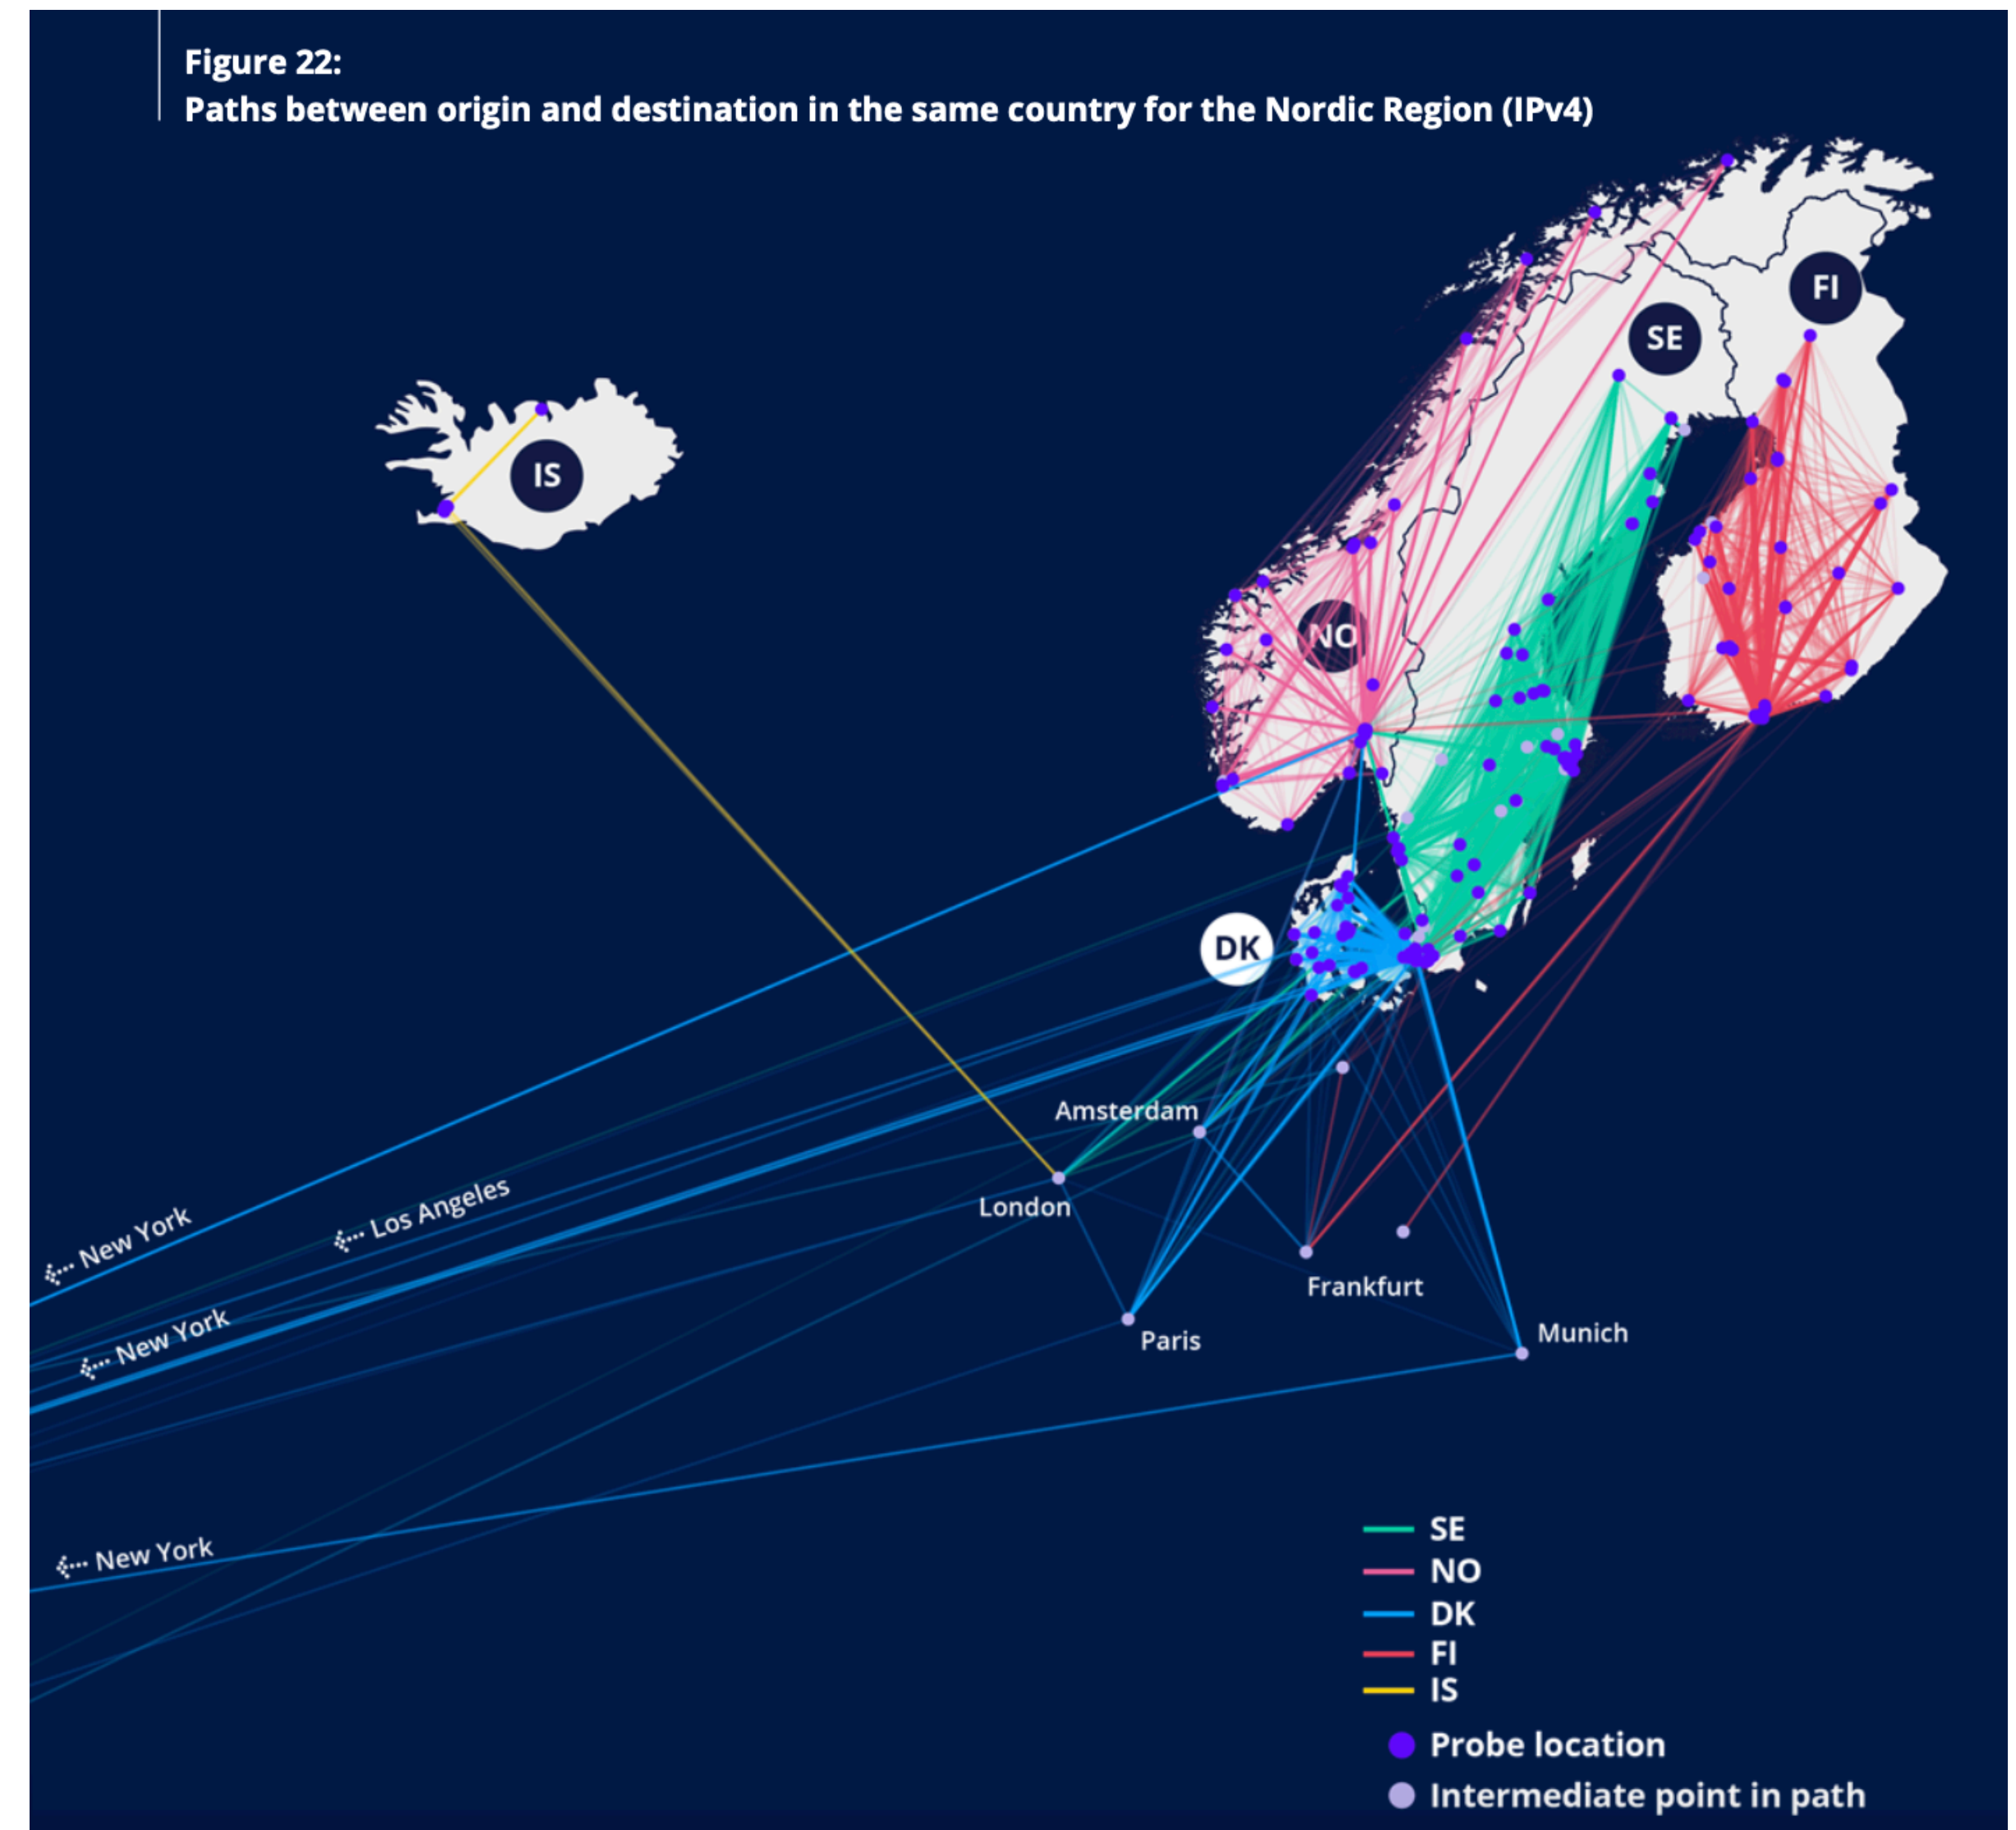 Figure 22:
Paths between origin and destination in the same country for the Nordic Region (IPv4)
FI
SE
IS
NO
DK
Amsterdam
London
Los Angeles
New York
Frankfurt
New York
Paris
Munich
New York
SE
NO
DK
FI
IS
Probe location
Intermediate point in path